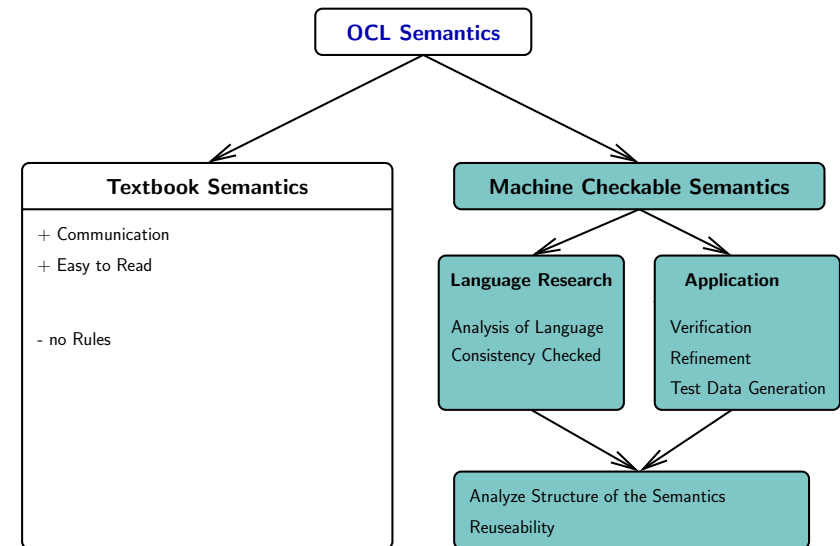 OCL Semantics
Textbook Semantics
+ Communication
+ Easy to Read
- no Rules
Machine Checkable Semantics
Language Research
Analysis of Language
Consistency Checked
Application
Verification
Refinement
Test Data Generation
Analyze Structure of the Semantics
Reuseability